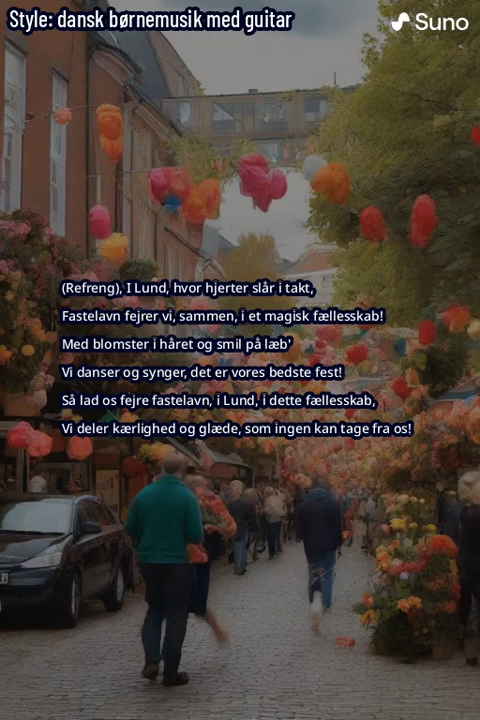 Style: dansk børnemusik med guitar
Suno
(Refreng), I Lund, hvor hjerter slår i takt,
Fastelavn fejrer vi, sammen, i et magisk fællesskab!
Med blomster i håret og smil på læb'
Vi danser og synger, det er vores bedste fest!
Så lad os fejre fastelavn, i Lund, i dette fællesskab,
Vi deler kærlighed og glæde, som ingen kan tage fra os!